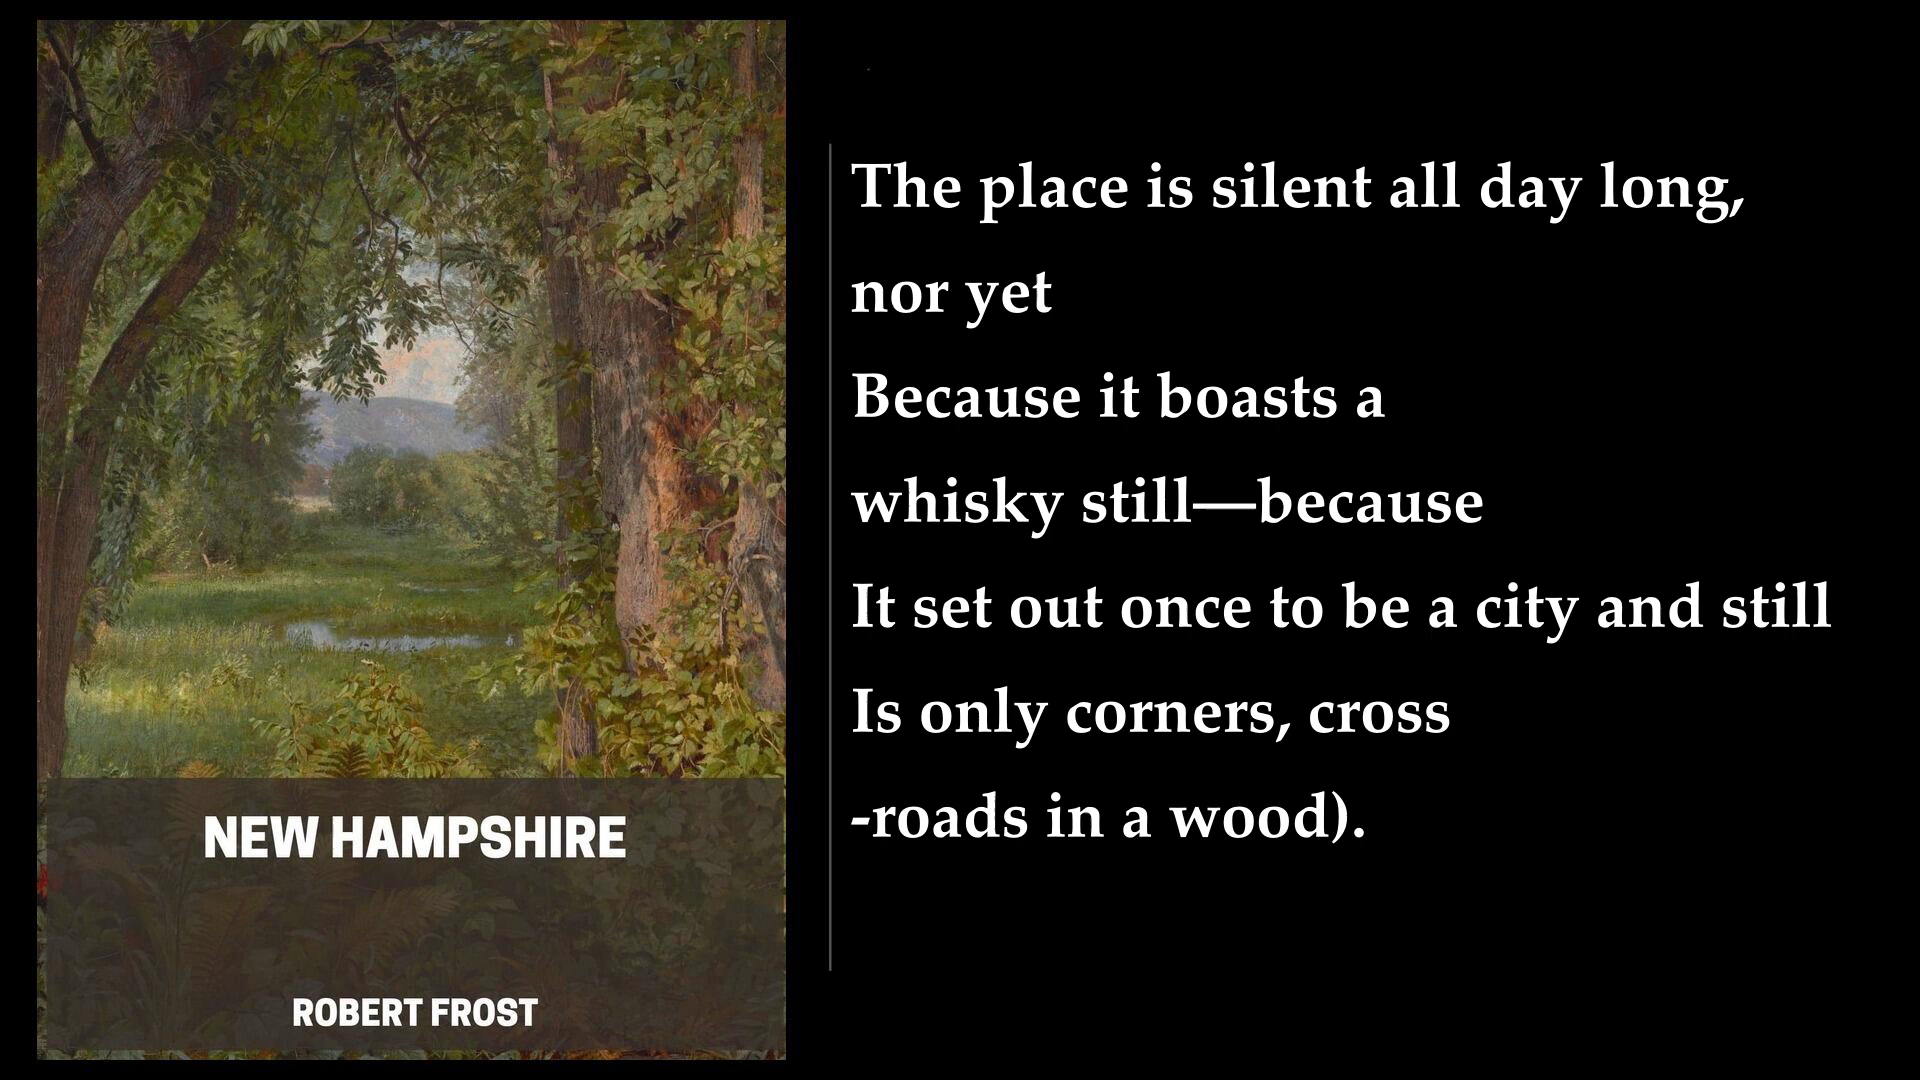 NEW HAMPSHIRE
ROBERT FROST
The place is silent all day long,
nor yet
Because it boasts a
whisky still—because
It set out once to be a city and still
Is only corners, cross
-roads in a wood).